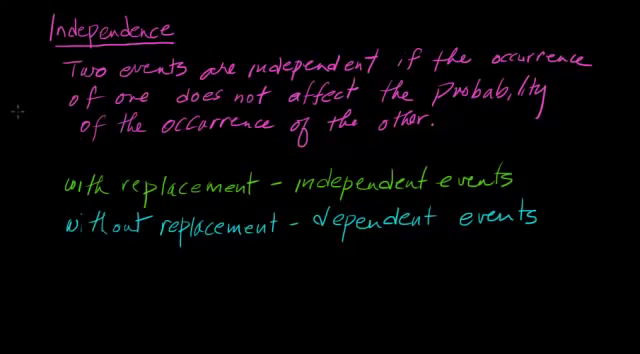 Independence
Two events are independent if the occurrence
of one does not affect the Probability
of the occurrence of the other.
with replacement - independent events
without replacement - dependent events